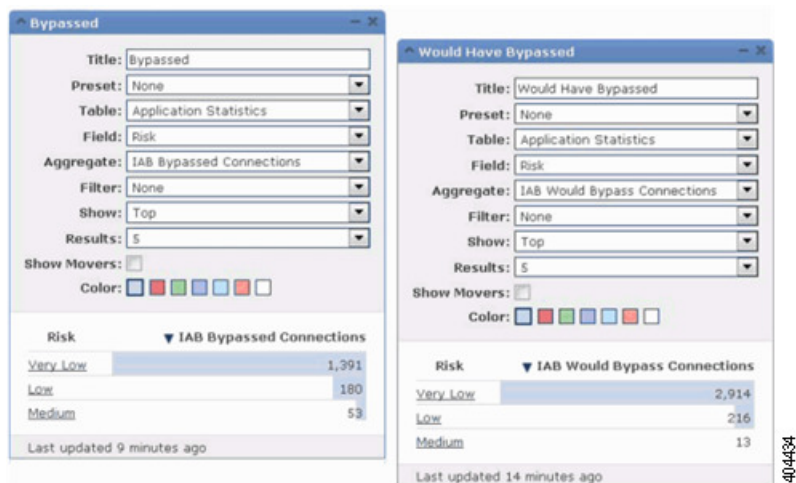 Bypassed
Title: Bypassed
Preset: None
Table: Application Statistics
Field: Risk
Aggregate: IAB Bypassed Connections
Filter: None
Show: Top
Results: 5
Show Movers:
Color:
Risk IAB Bypassed Connections
Very Low 1,391
Low 180
Medium 53
Last updated 9 minutes ago
Would Have Bypassed
Title: Would Have Bypassed
Preset: None
Table: Application Statistics
Field: Risk
Aggregate: IAB Would Bypass Connections
Filter: None
Show: Top
Results: 5
Show Movers:
Color:
Risk IAB Would Bypass Connections
Very Low 2,914
Low 216
Medium 13
Last updated 14 minutes ago
404434